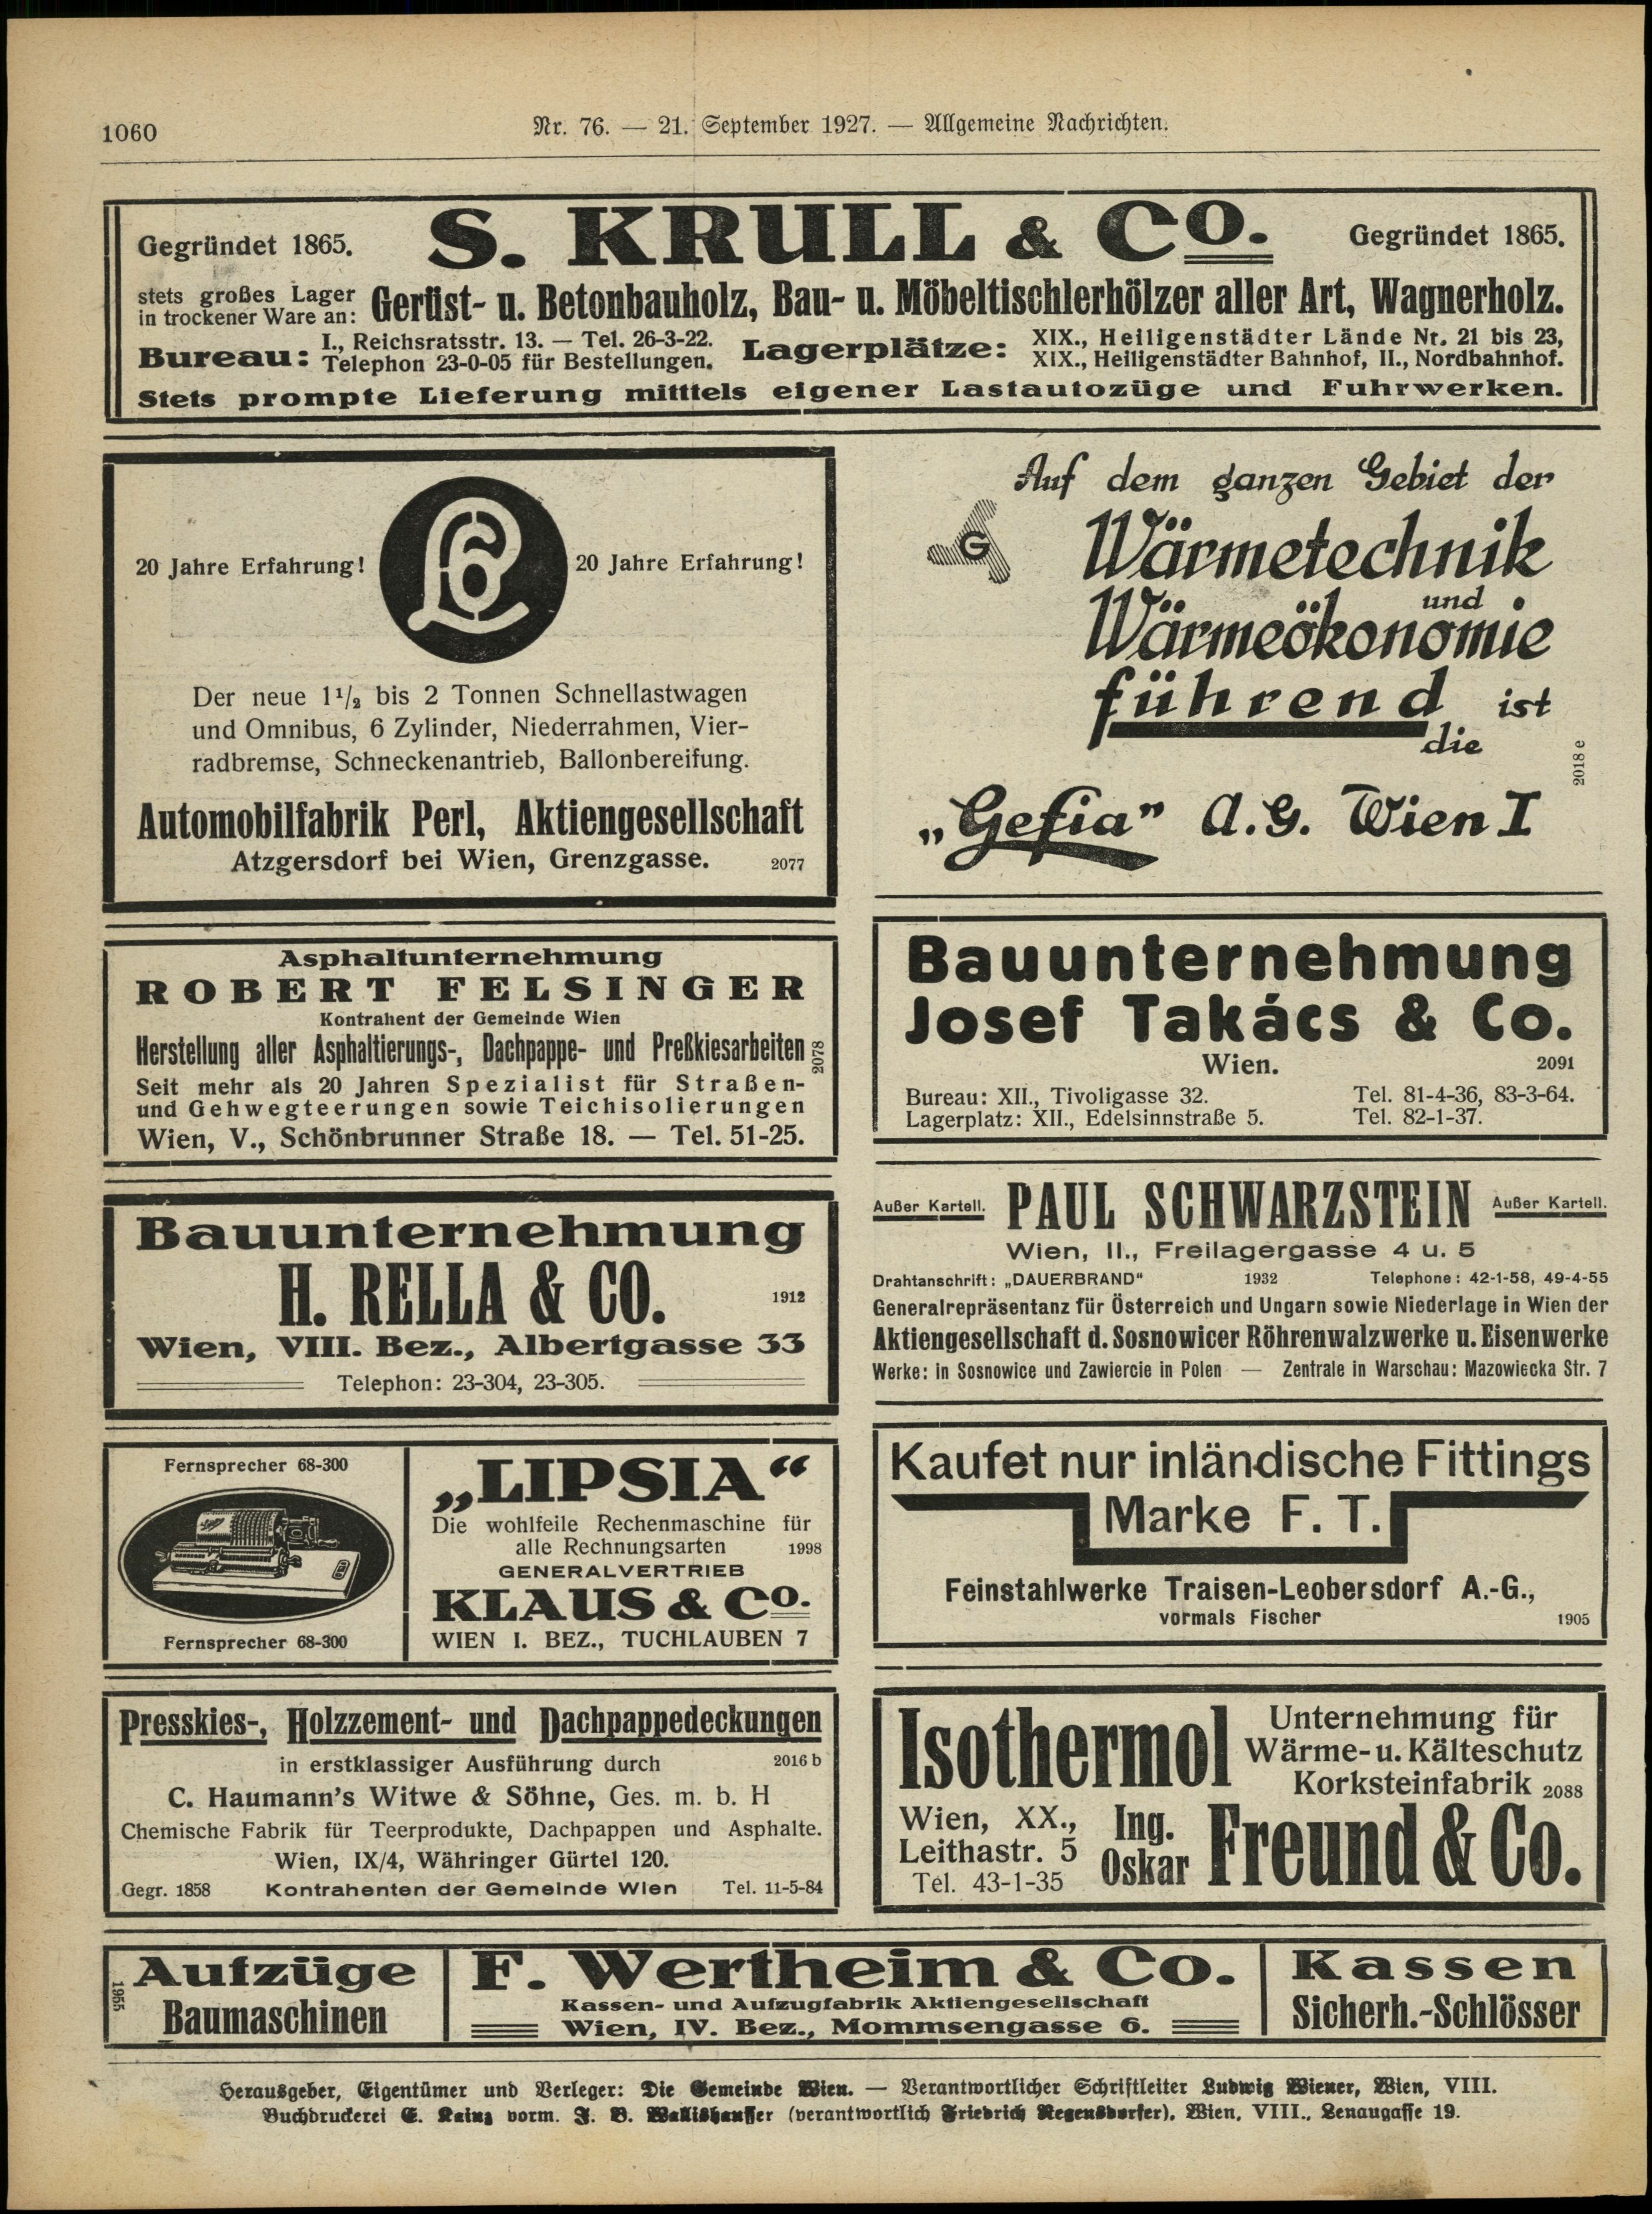 1060
Nr. 76. — 21. September 1927. — Allgemeine Nachrichten.
Gegründet 1865.
S. KRULL & Co.
Gegründet 1865.
stets großes Lager
in trockener Ware an:
Gerüst- u. Betonbauholz, Bau- u. Möbeltischlerhölzer aller Art, Wagnerholz.
Bureau:
I., Reichsratsstr. 13. — Tel. 26-3-22.
Telephon 23-0-05 für Bestellungen.
Lagerplätze:
XIX., Heiligenstädter Lände Nr. 21 bis 23,
XIX., Heiligenstädter Bahnhof, II., Nordbahnhof.
Stets prompte Lieferung mitttels eigener Lastautozüge und Fuhrwerken.
20 Jahre Erfahrung!
20 Jahre Erfahrung!
Der neue 1½ bis 2 Tonnen Schnellastwagen
und Omnibus, 6 Zylinder, Niederrahmen, Vier-
radbremse, Schneckenantrieb, Ballonbereifung.
Automobilfabrik Perl, Aktiengesellschaft
Atzgersdorf bei Wien, Grenzgasse.
2077
Auf dem ganzen Gebiet der
G
Wärmetechnik
und
Wärmeökonomie
führend ist
die
2018 e
„Gefia” A.G. Wien I
Asphaltunternehmung
ROBERT FELSINGER
Kontrahent der Gemeinde Wien
Herstellung aller Asphaltierungs-, Dachpappe- und Preßkiesarbeiten
Seit mehr als 20 Jahren Spezialist für Straßen-
und Gehwegteerungen sowie Teichisolierungen
Wien, V., Schönbrunner Straße 18. — Tel. 51-25.
2078
Bauunternehmung
Josef Takács & Co.
Wien.
2091
Bureau: XII., Tivoligasse 32. Tel. 81-4-36, 83-3-64.
Lagerplatz: XII., Edelsinnstraße 5. Tel. 82-1-37.
Bauunternehmung
H. RELLA & CO.
1912
Wien, VIII. Bez., Albertgasse 33
Telephon: 23-304, 23-305.
Außer Kartell.
PAUL SCHWARZSTEIN
Außer Kartell.
Wien, II., Freilagergasse 4 u. 5
Drahtanschrift: „DAUERBRAND“ 1932 Telephone: 42-1-58, 49-4-55
Generalrepräsentanz für Österreich und Ungarn sowie Niederlage in Wien der
Aktiengesellschaft d. Sosnowicer Röhrenwalzwerke u. Eisenwerke
Werke: in Sosnowice und Zawiercie in Polen — Zentrale in Warschau: Mazowiecka Str. 7
Fernsprecher 68-300
Fernsprecher 68-300
„LIPSIA“
Die wohlfeile Rechenmaschine für
alle Rechnungsarten 1998
GENERALVERTRIEB
KLAUS & Co.
WIEN I. BEZ., TUCHLAUBEN 7
Kaufet nur inländische Fittings
Marke F. T.
Feinstahlwerke Traisen-Leobersdorf A.-G.,
vormals Fischer
1905
Presskies-, Holzzement- und Dachpappedeckungen
in erstklassiger Ausführung durch 2016 b
C. Haumann's Witwe & Söhne, Ges. m. b. H
Chemische Fabrik für Teerprodukte, Dachpappen und Asphalte.
Wien, IX/4, Währinger Gürtel 120.
Gegr. 1858 Kontrahenten der Gemeinde Wien Tel. 11-5-84
Isothermol
Unternehmung für
Wärme- u. Kälteschutz
Korksteinfabrik 2088
Wien, XX.,
Leithastr. 5
Tel. 43-1-35
Ing.
Oskar
Freund & Co.
1955
Aufzüge
Baumaschinen
F. Wertheim & Co.
Kassen- und Aufzugfabrik Aktiengesellschaft
Wien, IV. Bez., Mommsengasse 6.
Kassen
Sicherh.-Schlösser
Herausgeber, Eigentümer und Verleger: Die Gemeinde Wien. — Verantwortlicher Schriftleiter Ludwig Wiener, Wien, VIII.
Buchdruckerei E. Kainz vorm. J. B. Wallishausser (verantwortlich Friedrich Regensdorfer), Wien, VIII., Lenaugasse 19.